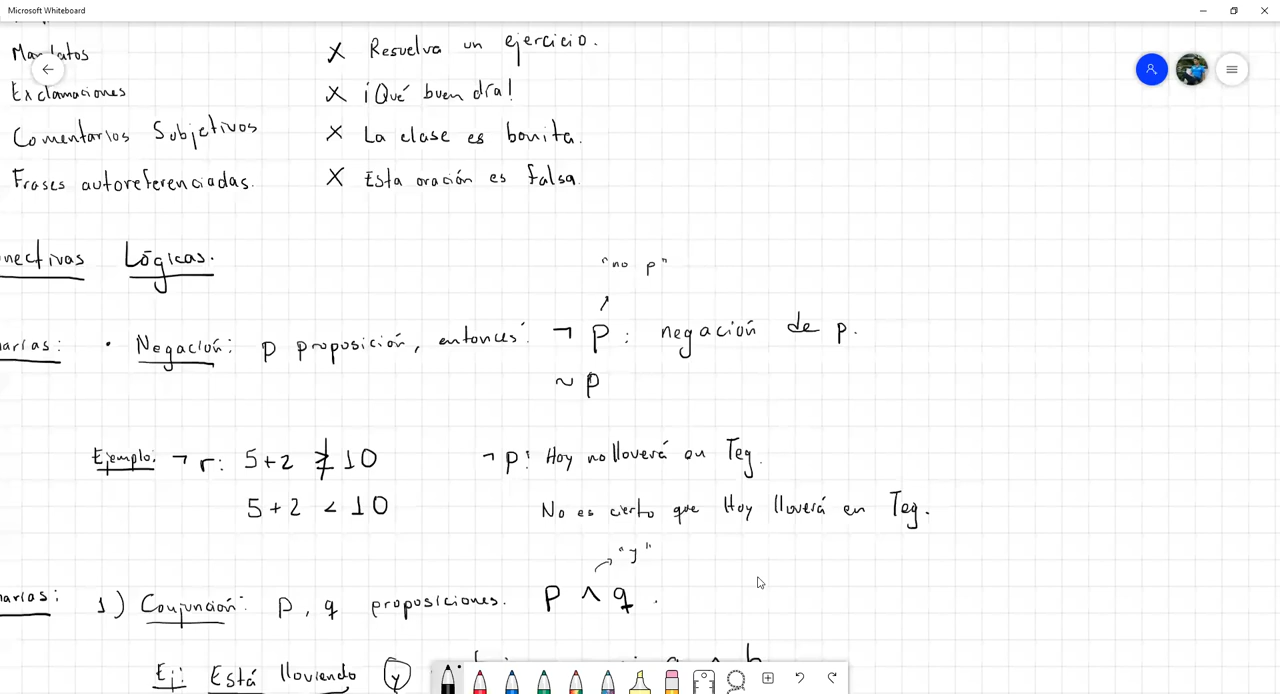 Microsoft Whiteboard
Mandatos X Resuelva un ejercicio.
Exclamaciones X ¡Qué buen día!
Comentarios Subjetivos X La clase es bonita.
Frases autoreferenciadas. X Esta oración es falsa.
nectivas Lógicas.
"no p"
arias: • Negación: p proposición, entonces: ¬ p : negación de p.
~ p
Ejemplo: ¬ r: 5+2 ≱ 10 ¬ p: Hoy no lloverá en Teg.
5+2 < 10 No es cierto que Hoy lloverá en Teg.
"y"
narias: 1) Conjunción: p, q proposiciones. p ∧ q .
Ej: Está lloviendo y